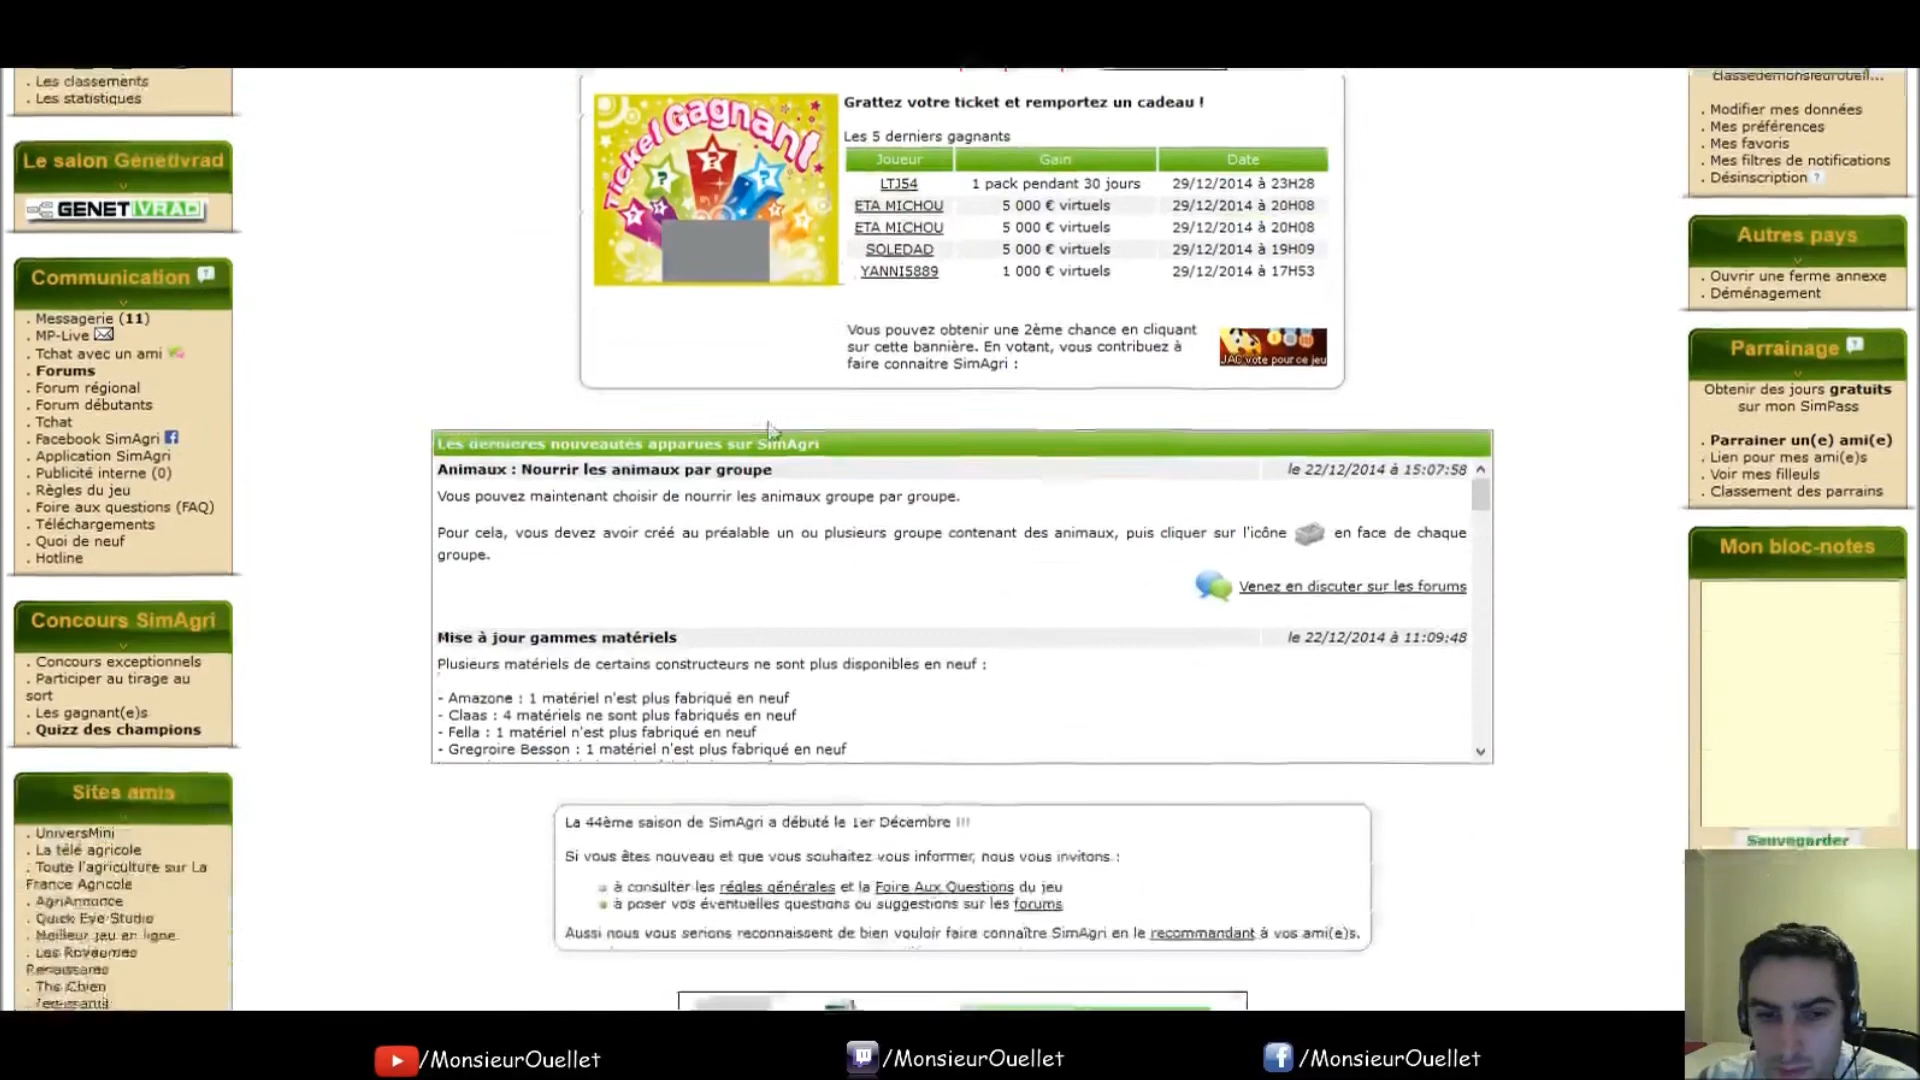 . Les classements
. Les statistiques
Le salon Genetivrad
GENETIVRAD
Communication ?
. Messagerie (11)
. MP-Live
. Tchat avec un ami
. Forums
. Forum régional
. Forum débutants
. Tchat
. Facebook SimAgri
. Application SimAgri
. Publicité interne (0)
. Règles du jeu
. Foire aux questions (FAQ)
. Téléchargements
. Quoi de neuf
. Hotline
Concours SimAgri
. Concours exceptionnels
. Participer au tirage au
sort
. Les gagnant(e)s
. Quizz des champions
Sites amis
. UniversMini
. La télé agricole
. Toute l'agriculture sur La
France Agricole
. AgriAnnonce
. Quick Eye Studio
. Meilleur jeu en ligne
. Les Royaumes
Renaissants
. The Chien
Ticket Gagnant
? ? ? ? ? ?
Grattez votre ticket et remportez un cadeau !
Les 5 derniers gagnants
Joueur Gain Date
LTJ54 1 pack pendant 30 jours 29/12/2014 à 23H28
ETA MICHOU 5 000 € virtuels 29/12/2014 à 20H08
ETA MICHOU 5 000 € virtuels 29/12/2014 à 20H08
SOLEDAD 5 000 € virtuels 29/12/2014 à 19H09
YANNI5889 1 000 € virtuels 29/12/2014 à 17H53
Vous pouvez obtenir une 2ème chance en cliquant
sur cette bannière. En votant, vous contribuez à
faire connaitre SimAgri :
JAC vote pour ce jeu
Les dernieres nouveautés apparues sur SimAgri
Animaux : Nourrir les animaux par groupe le 22/12/2014 à 15:07:58
Vous pouvez maintenant choisir de nourrir les animaux groupe par groupe.
Pour cela, vous devez avoir créé au préalable un ou plusieurs groupe contenant des animaux, puis cliquer sur l'icône en face de chaque
groupe.
Venez en discuter sur les forums
Mise à jour gammes matériels le 22/12/2014 à 11:09:48
Plusieurs matériels de certains constructeurs ne sont plus disponibles en neuf :
- Amazone : 1 matériel n'est plus fabriqué en neuf
- Claas : 4 matériels ne sont plus fabriqués en neuf
- Fella : 1 matériel n'est plus fabriqué en neuf
- Gregroire Besson : 1 matériel n'est plus fabriqué en neuf
La 44ème saison de SimAgri a débuté le 1er Décembre !!!
Si vous êtes nouveau et que vous souhaitez vous informer, nous vous invitons :
à consulter les régles générales et la Foire Aux Questions du jeu
à poser vos éventuelles questions ou suggestions sur les forums
Aussi nous vous serions reconnaissent de bien vouloir faire connaître SimAgri en le recommandant à vos ami(e)s.
classedemonsieurouell...
. Modifier mes données
. Mes préférences
. Mes favoris
. Mes filtres de notifications
. Désinscription ?
Autres pays
. Ouvrir une ferme annexe
. Déménagement
Parrainage ?
Obtenir des jours gratuits
sur mon SimPass
. Parrainer un(e) ami(e)
. Lien pour mes ami(e)s
. Voir mes filleuls
. Classement des parrains
Mon bloc-notes
Sauvegarder
/MonsieurOuellet /MonsieurOuellet /MonsieurOuellet